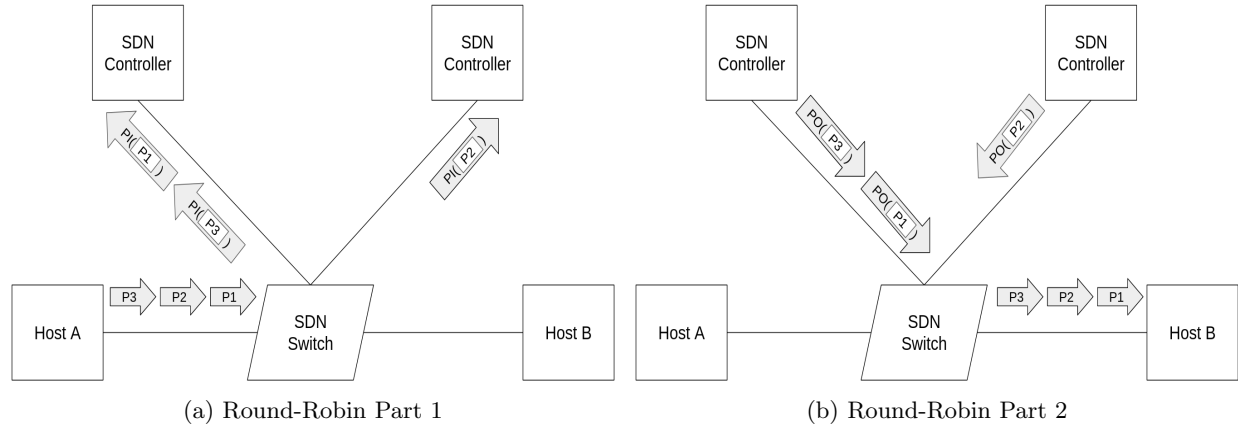 SDN
Controller
SDN
Controller
PI( P1 )
PI( P3 )
PI( P2 )
P3
P2
P1
Host A
SDN
Switch
Host B
(a) Round-Robin Part 1
SDN
Controller
SDN
Controller
PO( P3 )
PO( P1 )
PO( P2 )
P3
P2
P1
Host A
SDN
Switch
Host B
(b) Round-Robin Part 2